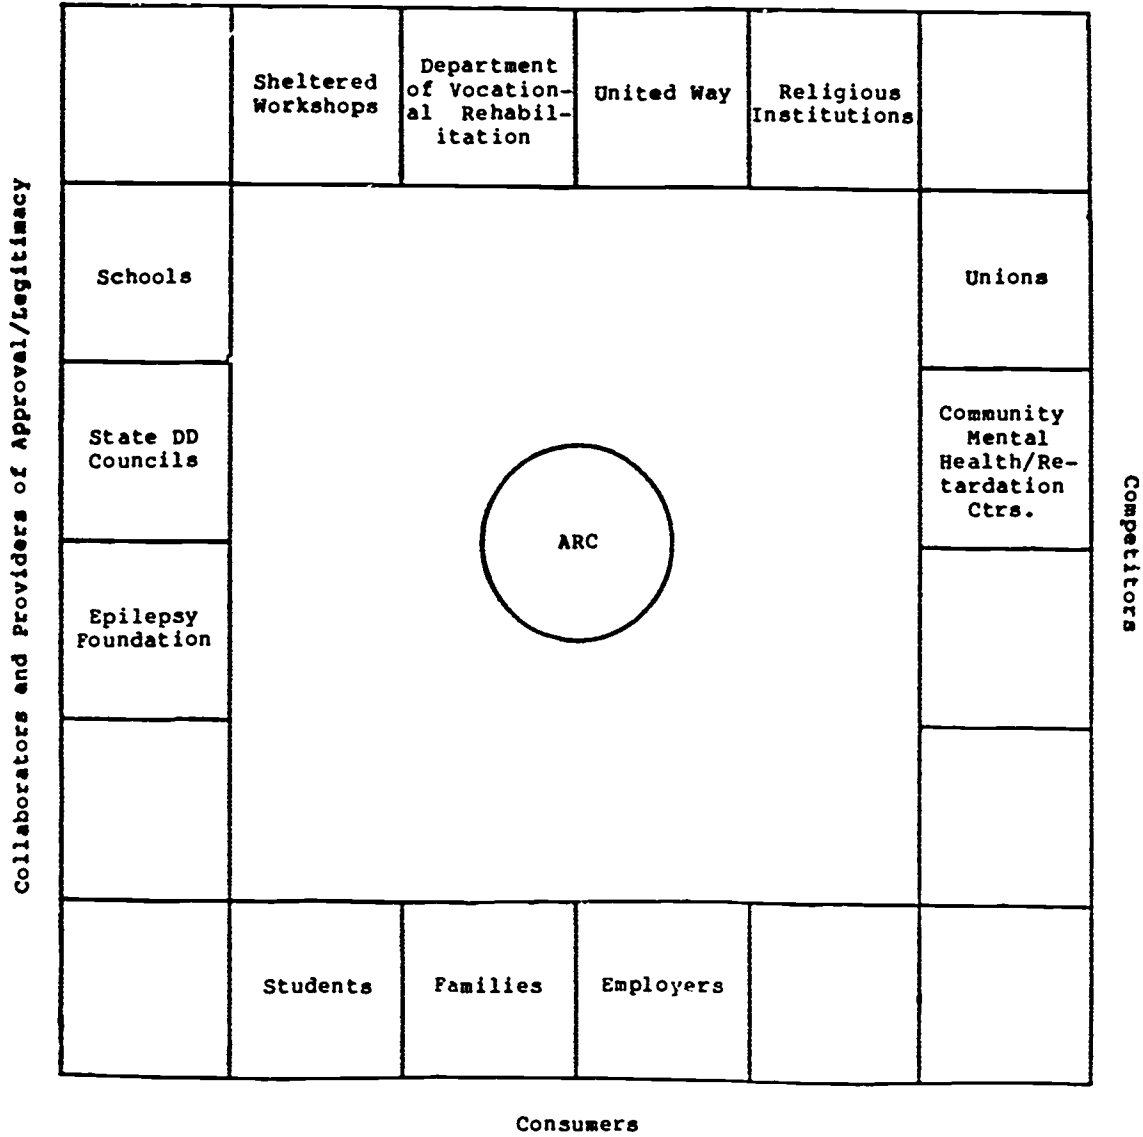 Sheltered
Workshops
Department
of Vocation-
al Rehabil-
itation
United Way
Religious
Institutions
Collaborators and Providers of Approval/Legitimacy
Schools
Unions
State DD
Councils
Community
Mental
Health/Re-
tardation
Ctrs.
Competitors
ARC
Epilepsy
Foundation
Students
Families
Employers
Consumers